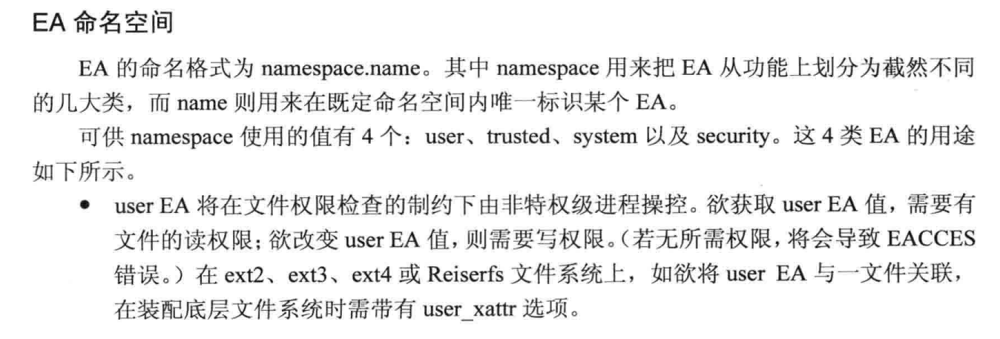 EA 命名空间
EA 的命名格式为 namespace.name。其中 namespace 用来把 EA 从功能上划分为截然不同
的几大类，而 name 则用来在既定命名空间内唯一标识某个 EA。
可供 namespace 使用的值有 4 个：user、trusted、system 以及 security。这 4 类 EA 的用途
如下所示。
● user EA 将在文件权限检查的制约下由非特权级进程操控。欲获取 user EA 值，需要有
文件的读权限；欲改变 user EA 值，则需要写权限。（若无所需权限，将会导致 EACCES
错误。）在 ext2、ext3、ext4 或 Reiserfs 文件系统上，如欲将 user EA 与一文件关联，
在装配底层文件系统时需带有 user_xattr 选项。